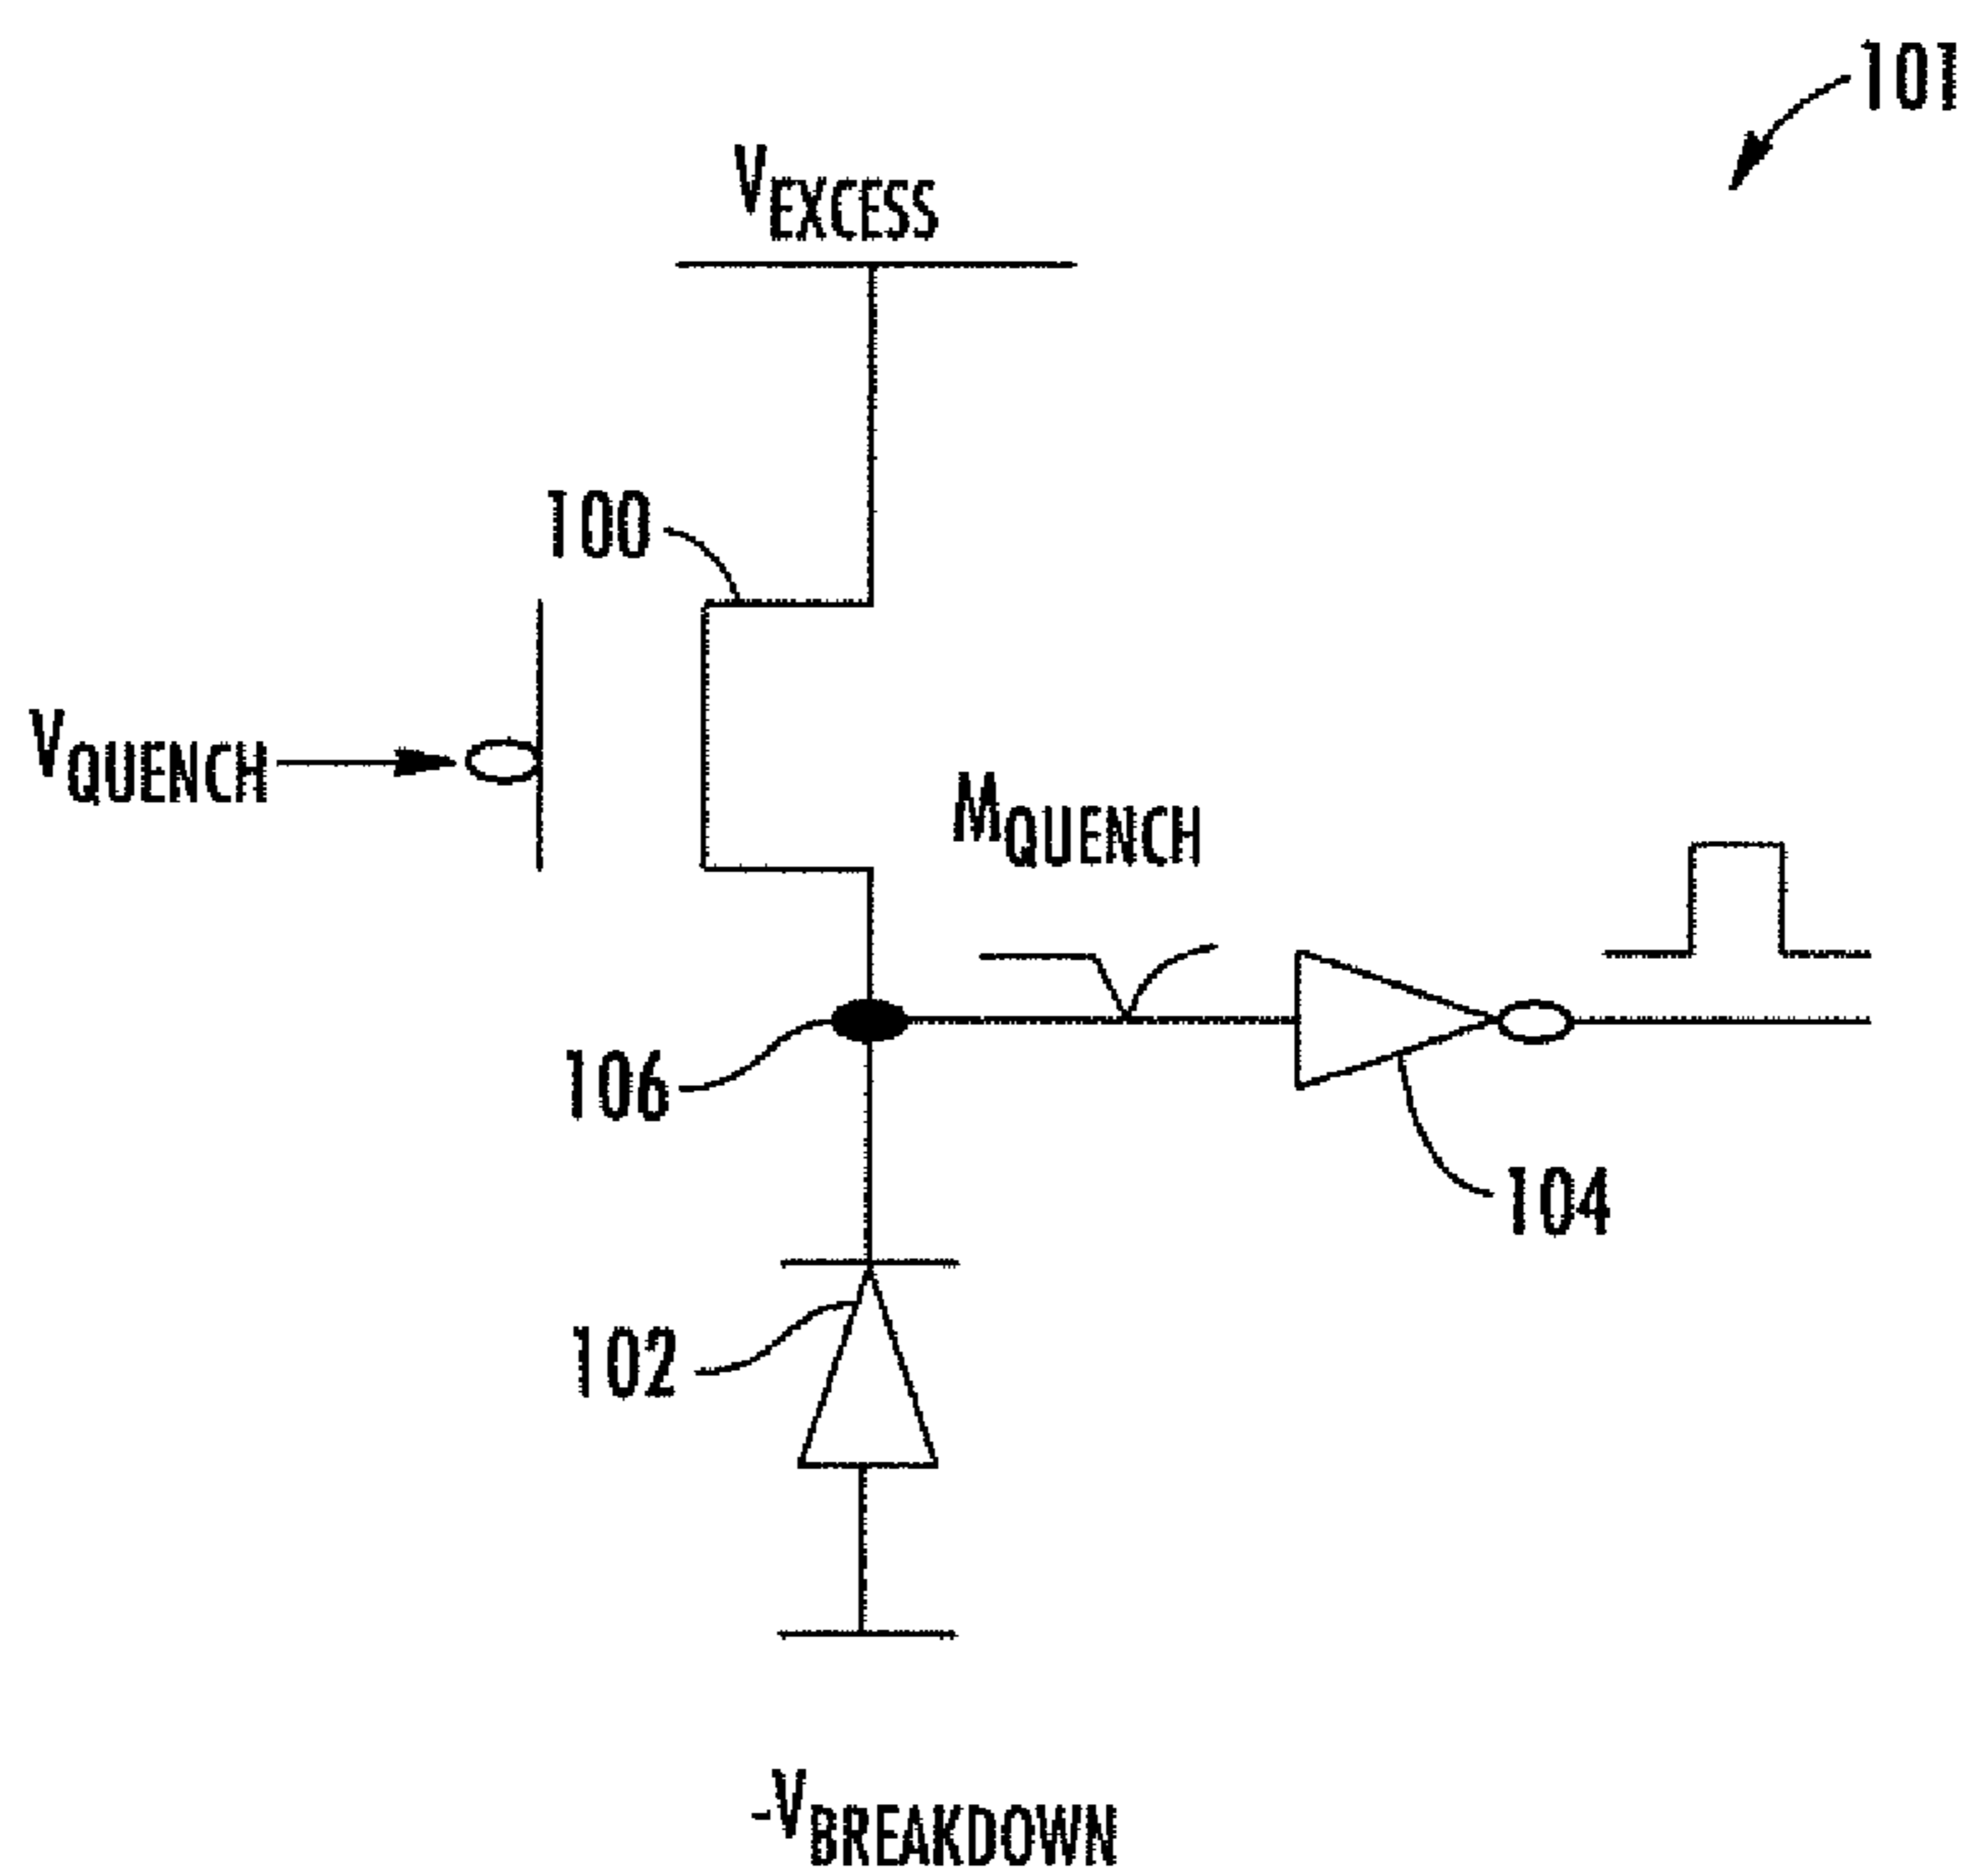 101
VEXCESS
100
VQUENCH
MQUENCH
106
104
102
-VBREAKDOWN